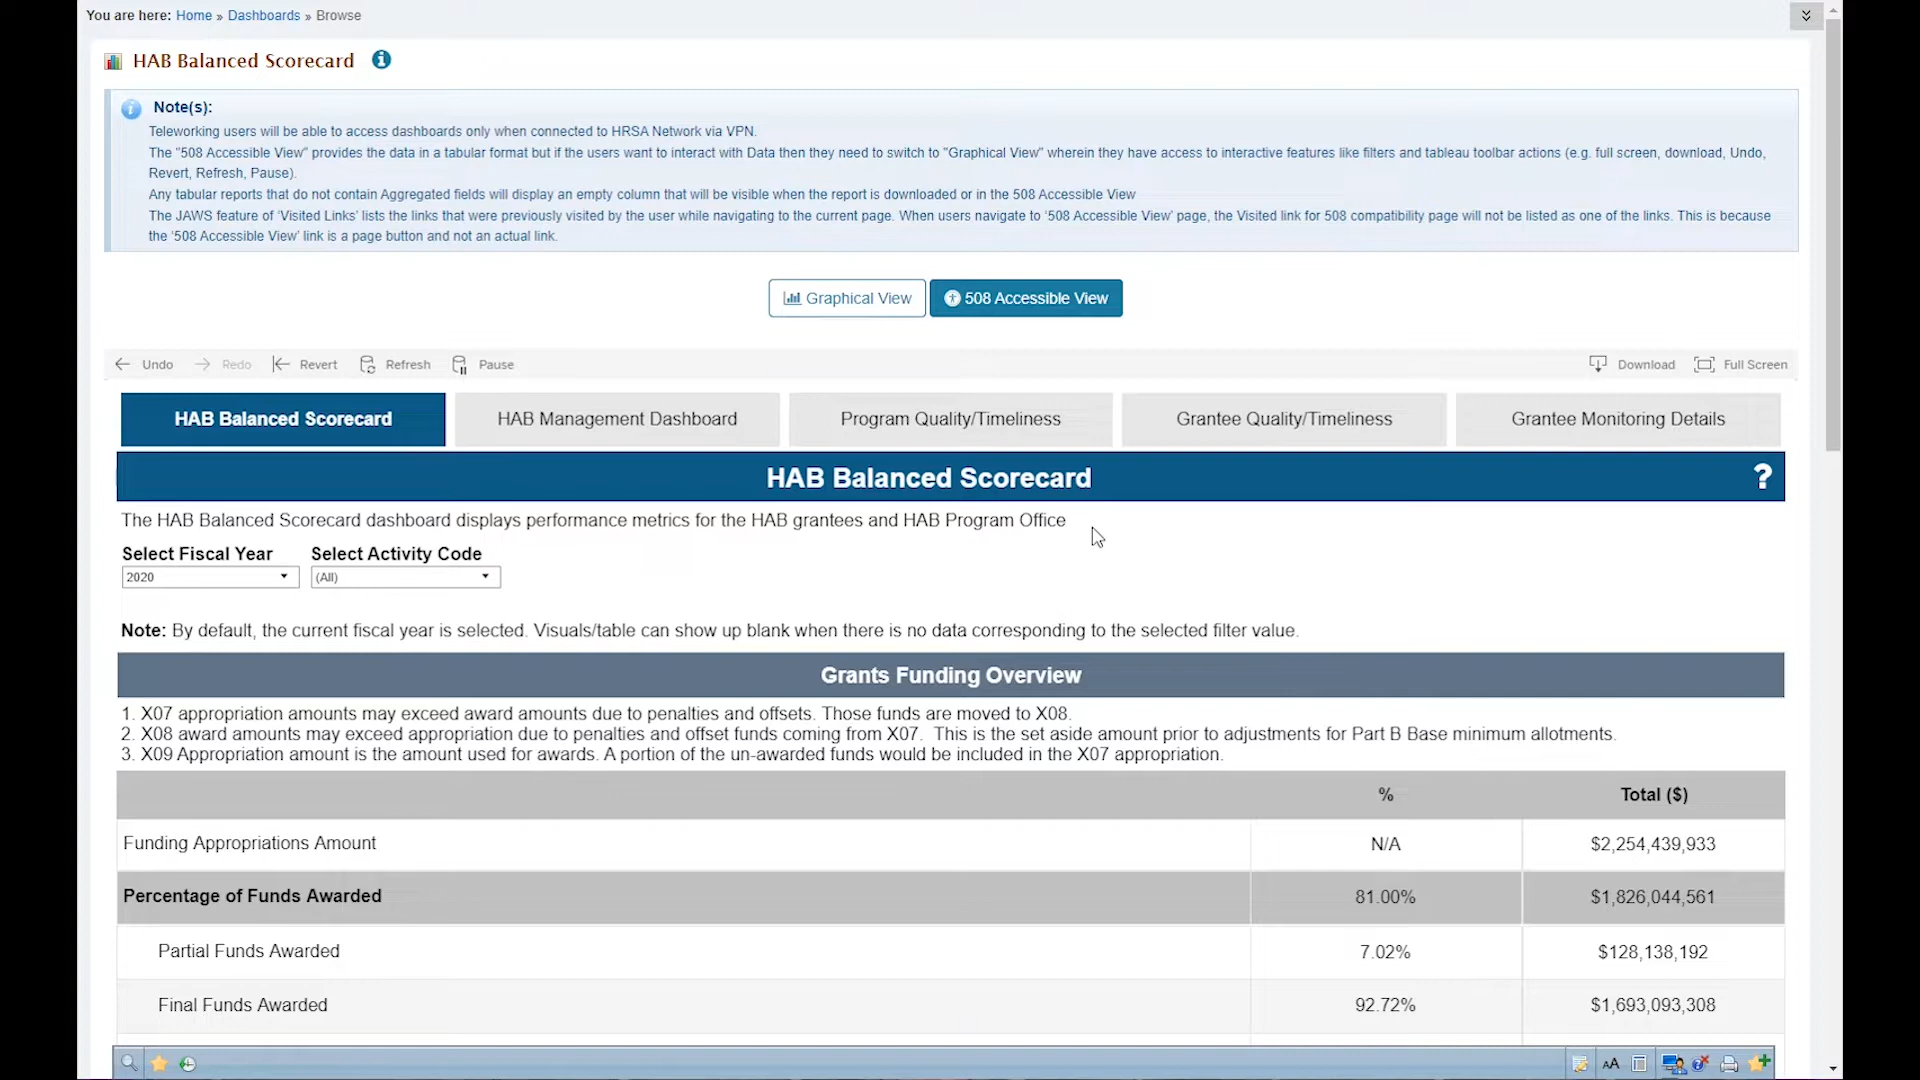 You are here: Home » Dashboards » Browse
HAB Balanced Scorecard
Note(s):
Teleworking users will be able to access dashboards only when connected to HRSA Network via VPN.
The "508 Accessible View" provides the data in a tabular format but if the users want to interact with Data then they need to switch to "Graphical View" wherein they have access to interactive features like filters and tableau toolbar actions (e.g. full screen, download, Undo,
Revert, Refresh, Pause).
Any tabular reports that do not contain Aggregated fields will display an empty column that will be visible when the report is downloaded or in the 508 Accessible View
The JAWS feature of ‘Visited Links’ lists the links that were previously visited by the user while navigating to the current page. When users navigate to ‘508 Accessible View’ page, the Visited link for 508 compatibility page will not be listed as one of the links. This is because
the ‘508 Accessible View’ link is a page button and not an actual link.
Graphical View 508 Accessible View
Undo Redo Revert Refresh Pause Download Full Screen
HAB Balanced Scorecard HAB Management Dashboard Program Quality/Timeliness Grantee Quality/Timeliness Grantee Monitoring Details
HAB Balanced Scorecard ?
The HAB Balanced Scorecard dashboard displays performance metrics for the HAB grantees and HAB Program Office
Select Fiscal Year Select Activity Code
2020 (All)
Note: By default, the current fiscal year is selected. Visuals/table can show up blank when there is no data corresponding to the selected filter value.
Grants Funding Overview
1. X07 appropriation amounts may exceed award amounts due to penalties and offsets. Those funds are moved to X08.
2. X08 award amounts may exceed appropriation due to penalties and offset funds coming from X07. This is the set aside amount prior to adjustments for Part B Base minimum allotments.
3. X09 Appropriation amount is the amount used for awards. A portion of the un-awarded funds would be included in the X07 appropriation.
% Total ($)
Funding Appropriations Amount N/A $2,254,439,933
Percentage of Funds Awarded 81.00% $1,826,044,561
Partial Funds Awarded 7.02% $128,138,192
Final Funds Awarded 92.72% $1,693,093,308
AA